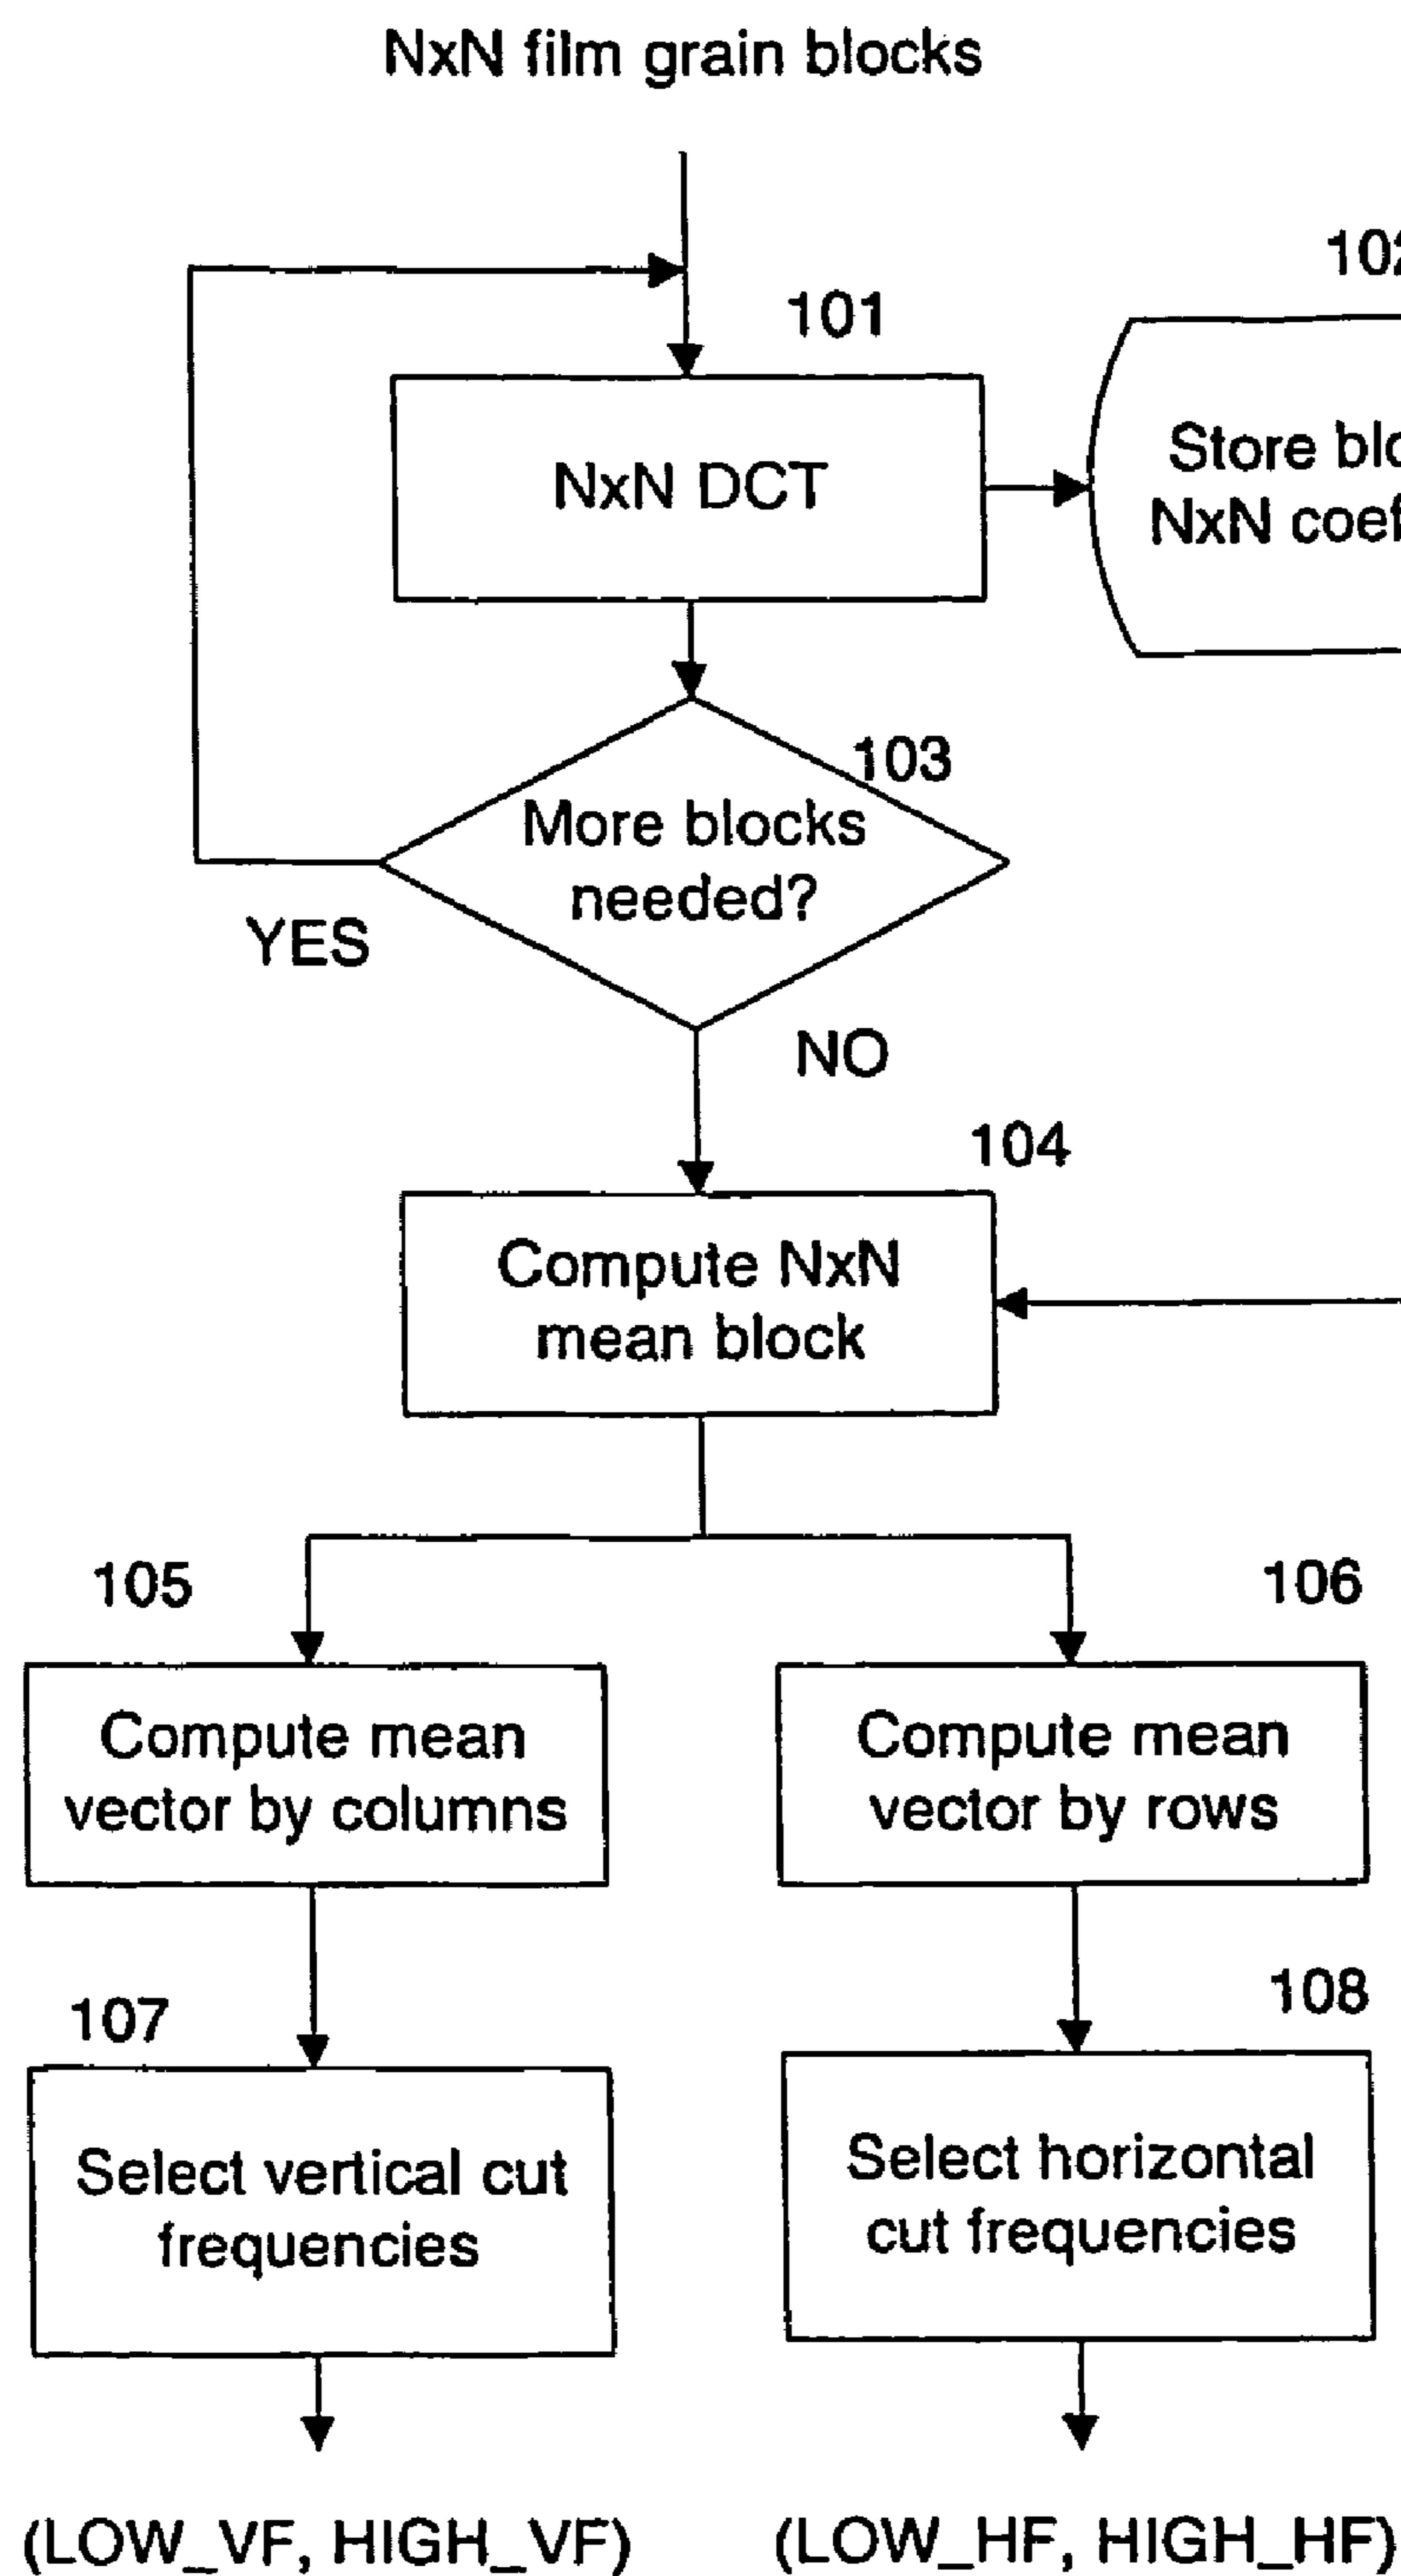 NxN film grain blocks
101
NxN DCT
Store
NxN
103
More blocks
needed?
YES
NO
104
Compute NxN
mean block
105
106
Compute mean
vector by columns
Compute mean
vector by rows
107
108
Select vertical cut
frequencies
Select horizontal
cut frequencies
(LOW_VF, HIGH_VF)
(LOW_HF, HIGH_HF)